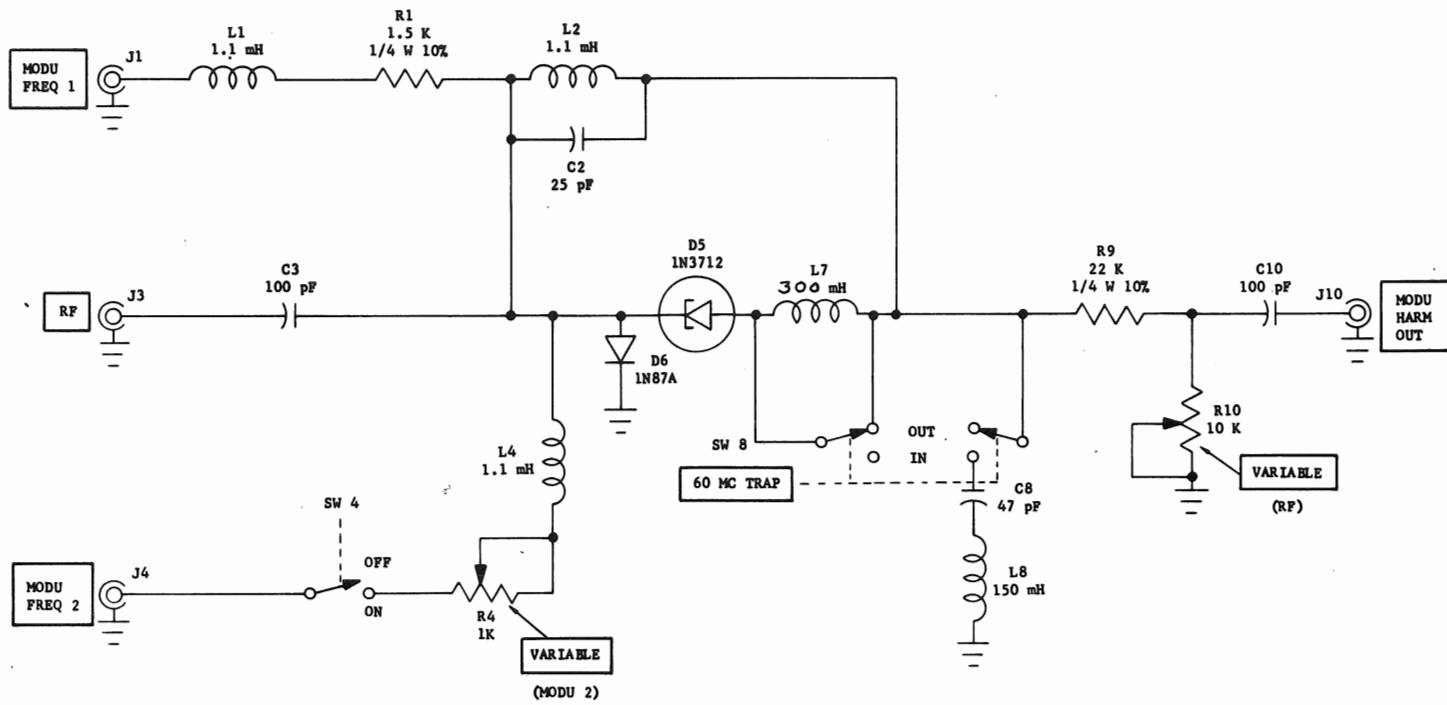 MODU
FREQ 1
J1
L1
1.1 mH
R1
1.5 K
1/4 W 10%
L2
1.1 mH
C2
25 pF
RF
J3
C3
100 pF
D5
1N3712
L7
300 mH
R9
22 K
1/4 W 10%
C10
100 pF
J10
MODU
HARM
OUT
D6
1N87A
L4
1.1 mH
SW 8
OUT
IN
60 MC TRAP
C8
47 pF
L8
150 mH
R10
10 K
VARIABLE
(RF)
SW 4
OFF
ON
MODU
FREQ 2
J4
R4
1K
VARIABLE
(MODU 2)